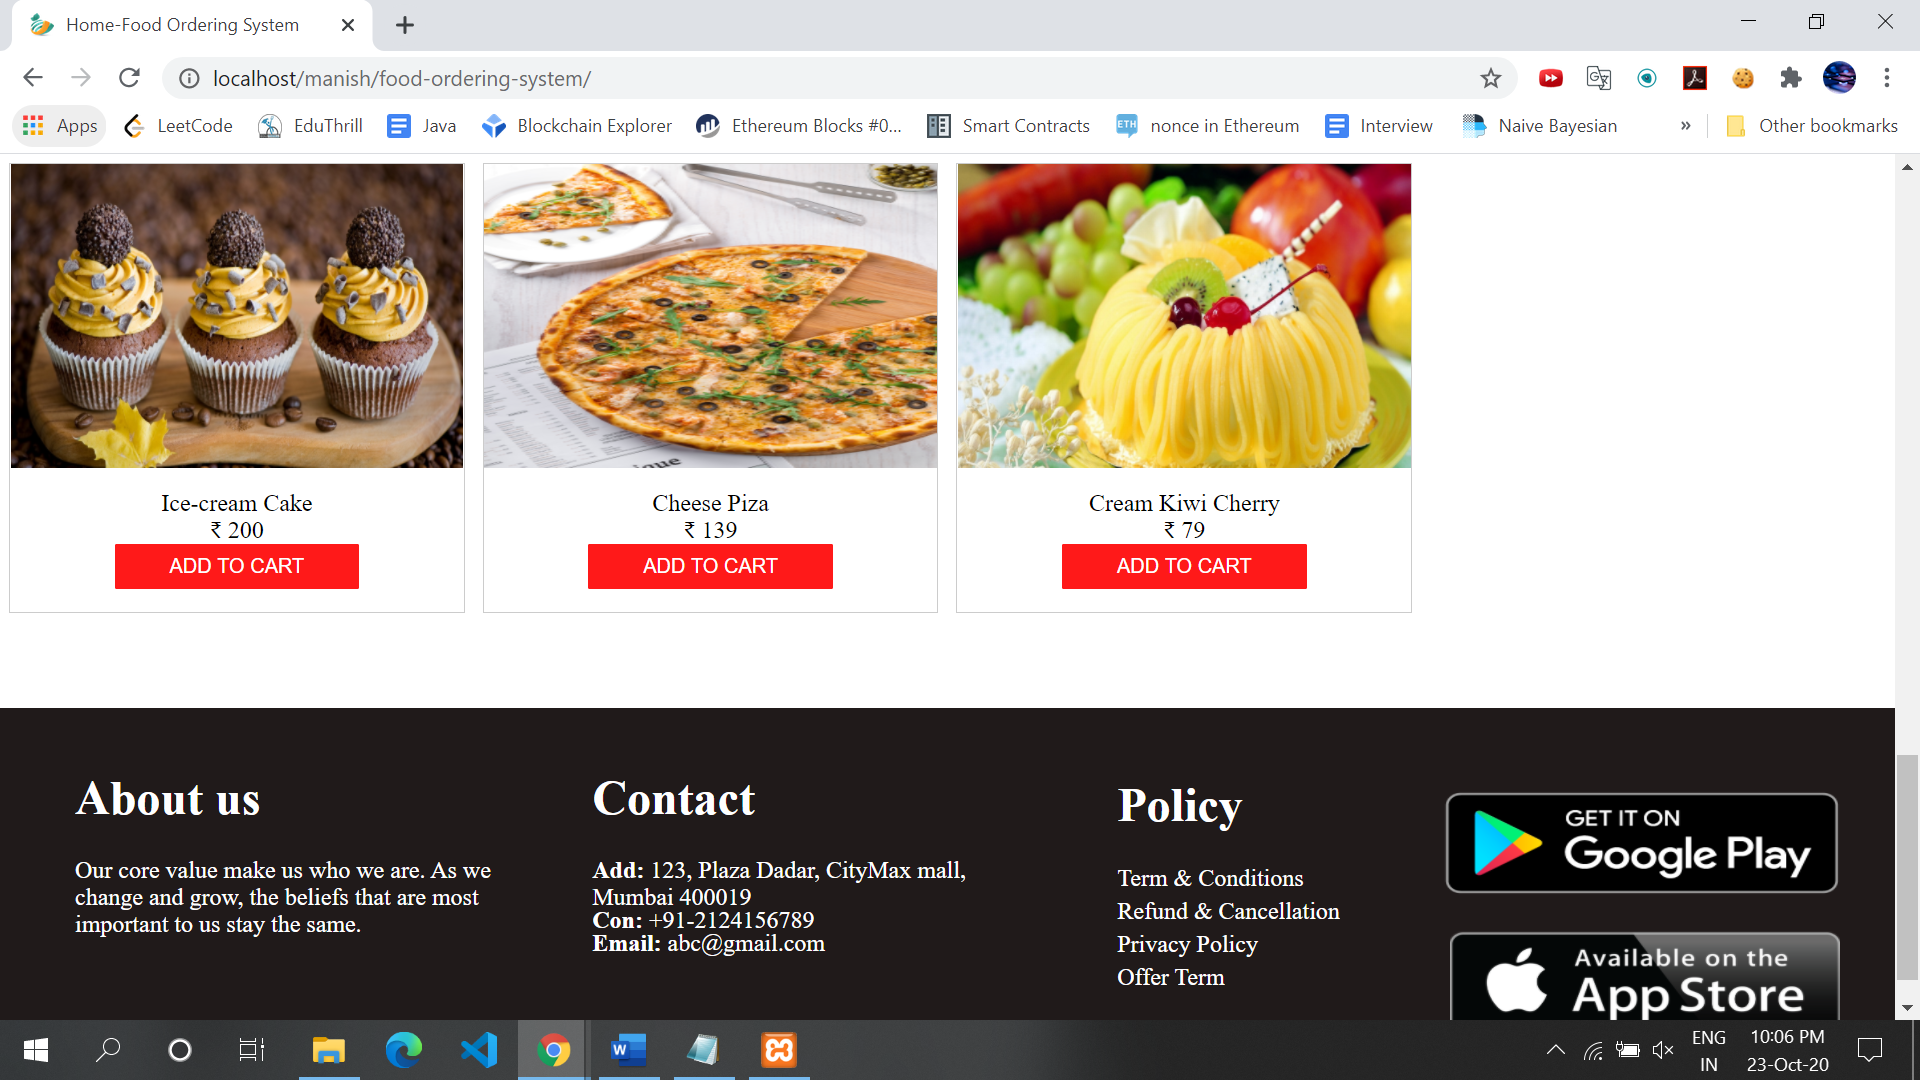 Home-Food Ordering System
localhost/manish/food-ordering-system/
Apps
LeetCode
EduThrill
Java
Blockchain Explorer
Ethereum Blocks #0...
Smart Contracts
ETH
nonce in Ethereum
Interview
Naive Bayesian
»
Other bookmarks
Ice-cream Cake
₹ 200
ADD TO CART
Cheese Piza
₹ 139
ADD TO CART
Cream Kiwi Cherry
₹ 79
ADD TO CART
About us
Our core value make us who we are. As we
change and grow, the beliefs that are most
important to us stay the same.
Contact
Add: 123, Plaza Dadar, CityMax mall,
Mumbai 400019
Con: +91-2124156789
Email: abc@gmail.com
Policy
Term & Conditions
Refund & Cancellation
Privacy Policy
Offer Term
GET IT ON
Google Play
Available on the
App Store
ENG
IN
10:06 PM
23-Oct-20